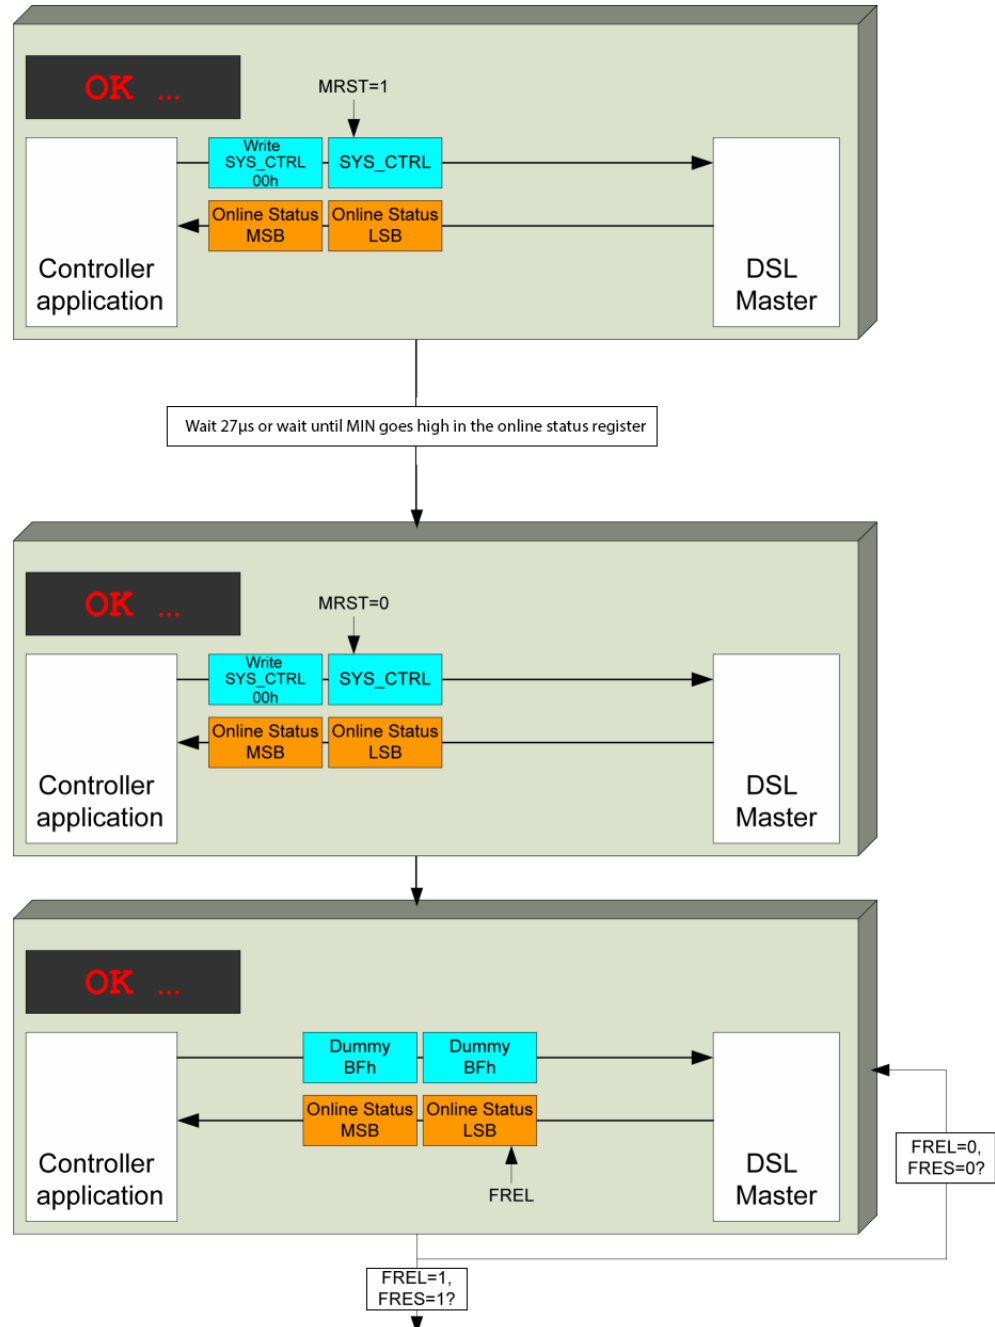 OK ...
MRST=1
Write
SYS_CTRL
00h
SYS_CTRL
Online Status
MSB
Online Status
LSB
Controller
application
DSL
Master
Wait 27µs or wait until MIN goes high in the online status register
OK ...
MRST=0
Write
SYS_CTRL
00h
SYS_CTRL
Online Status
MSB
Online Status
LSB
Controller
application
DSL
Master
OK ...
Dummy
BFh
Dummy
BFh
Online Status
MSB
Online Status
LSB
Controller
application
DSL
Master
FREL
FREL=0,
FRES=0?
FREL=1,
FRES=1?